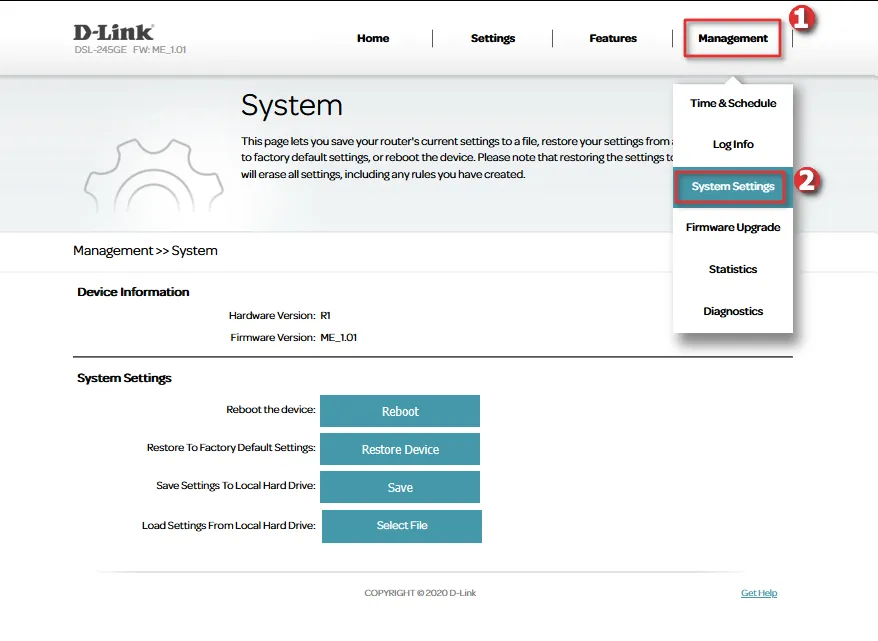 D-Link
DSL-245GE FW: ME_1.01
Home
Settings
Features
Management
1
Time & Schedule
Log Info
System Settings
2
Firmware Upgrade
Statistics
Diagnostics
System
This page lets you save your router's current settings to a file, restore your settings from
to factory default settings, or reboot the device. Please note that restoring the settings to
will erase all settings, including any rules you have created.
Management >> System
Device Information
Hardware Version: R1
Firmware Version: ME_1.01
System Settings
Reboot the device: Reboot
Restore To Factory Default Settings: Restore Device
Save Settings To Local Hard Drive: Save
Load Settings From Local Hard Drive: Select File
COPYRIGHT © 2020 D-Link
Get Help